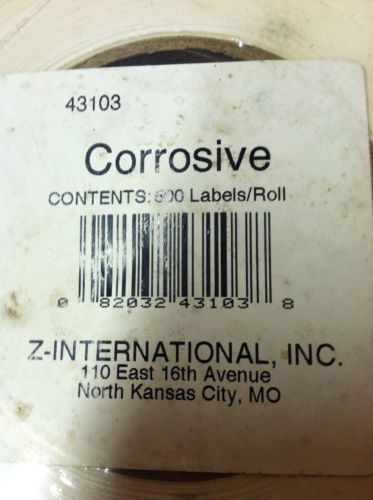 43103
Corrosive
CONTENTS: 500 Labels/Roll
0 82032 43103 8
Z-INTERNATIONAL, INC.
110 East 16th Avenue
North Kansas City, MO